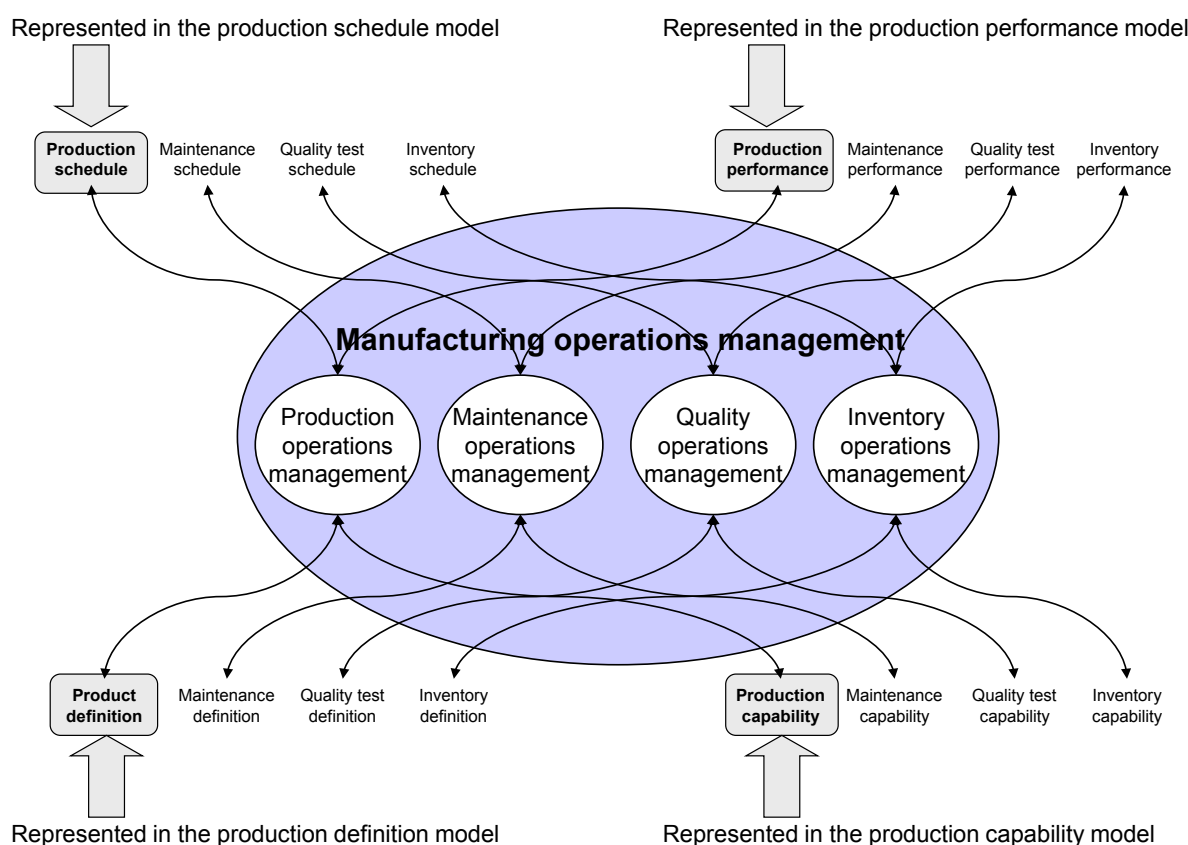 Represented in the production schedule model
Represented in the production performance model
Production
schedule
Maintenance
schedule
Quality test
schedule
Inventory
schedule
Production
performance
Maintenance
performance
Quality test
performance
Inventory
performance
Manufacturing operations management
Production
operations
management
Maintenance
operations
management
Quality
operations
management
Inventory
operations
management
Product
definition
Maintenance
definition
Quality test
definition
Inventory
definition
Production
capability
Maintenance
capability
Quality test
capability
Inventory
capability
Represented in the production definition model
Represented in the production capability model